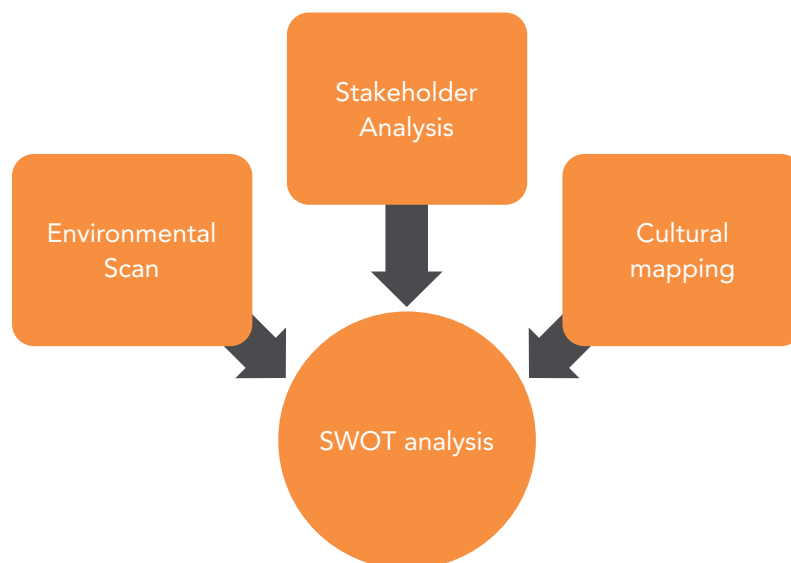 Stakeholder
Analysis
Environmental
Scan
Cultural
mapping
SWOT analysis